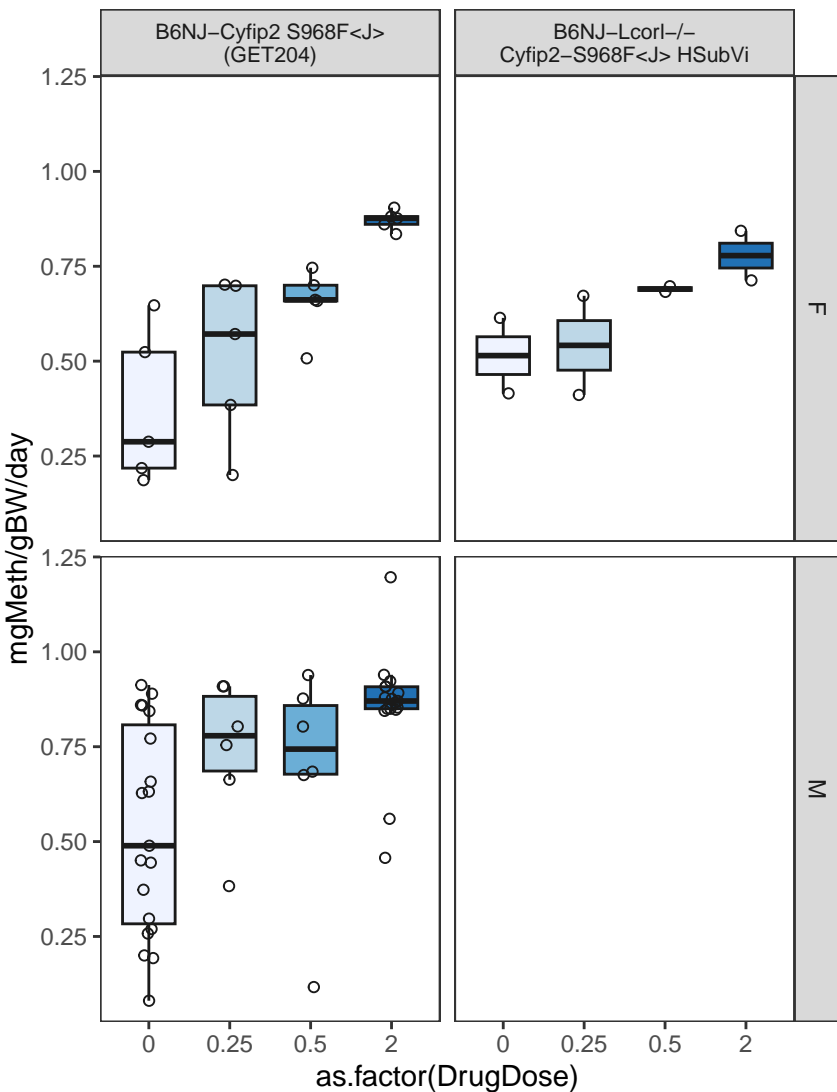 B6NJ−Cyfip2 S968F<J>
(GET204)
B6NJ−Lcorl−/−
Cyfip2−S968F<J> HSubVi
1.25
1.00
0.75
0.50
0.25
F
mgMeth/gBW/day
1.25
1.00
0.75
0.50
0.25
M
0 0.25 0.5 2
0 0.25 0.5 2
as.factor(DrugDose)